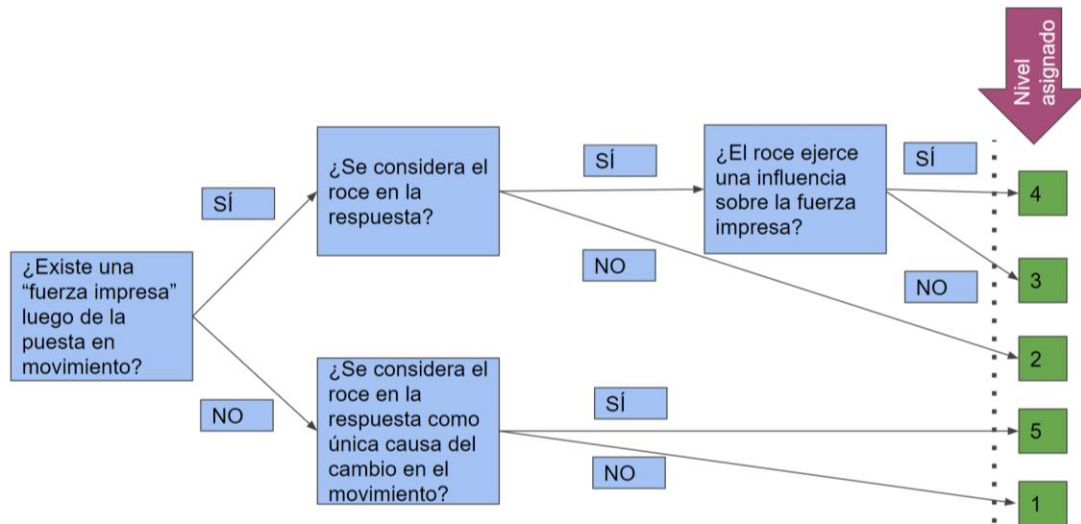 Nivel
asignado
¿Se considera el
roce en la
respuesta?
SÍ
¿El roce ejerce
una influencia
sobre la fuerza
impresa?
SÍ
4
SÍ
NO
NO
3
¿Existe una
“fuerza impresa”
luego de la
puesta en
movimiento?
2
¿Se considera el
roce en la
respuesta como
única causa del
cambio en el
movimiento?
NO
SÍ
5
NO
1